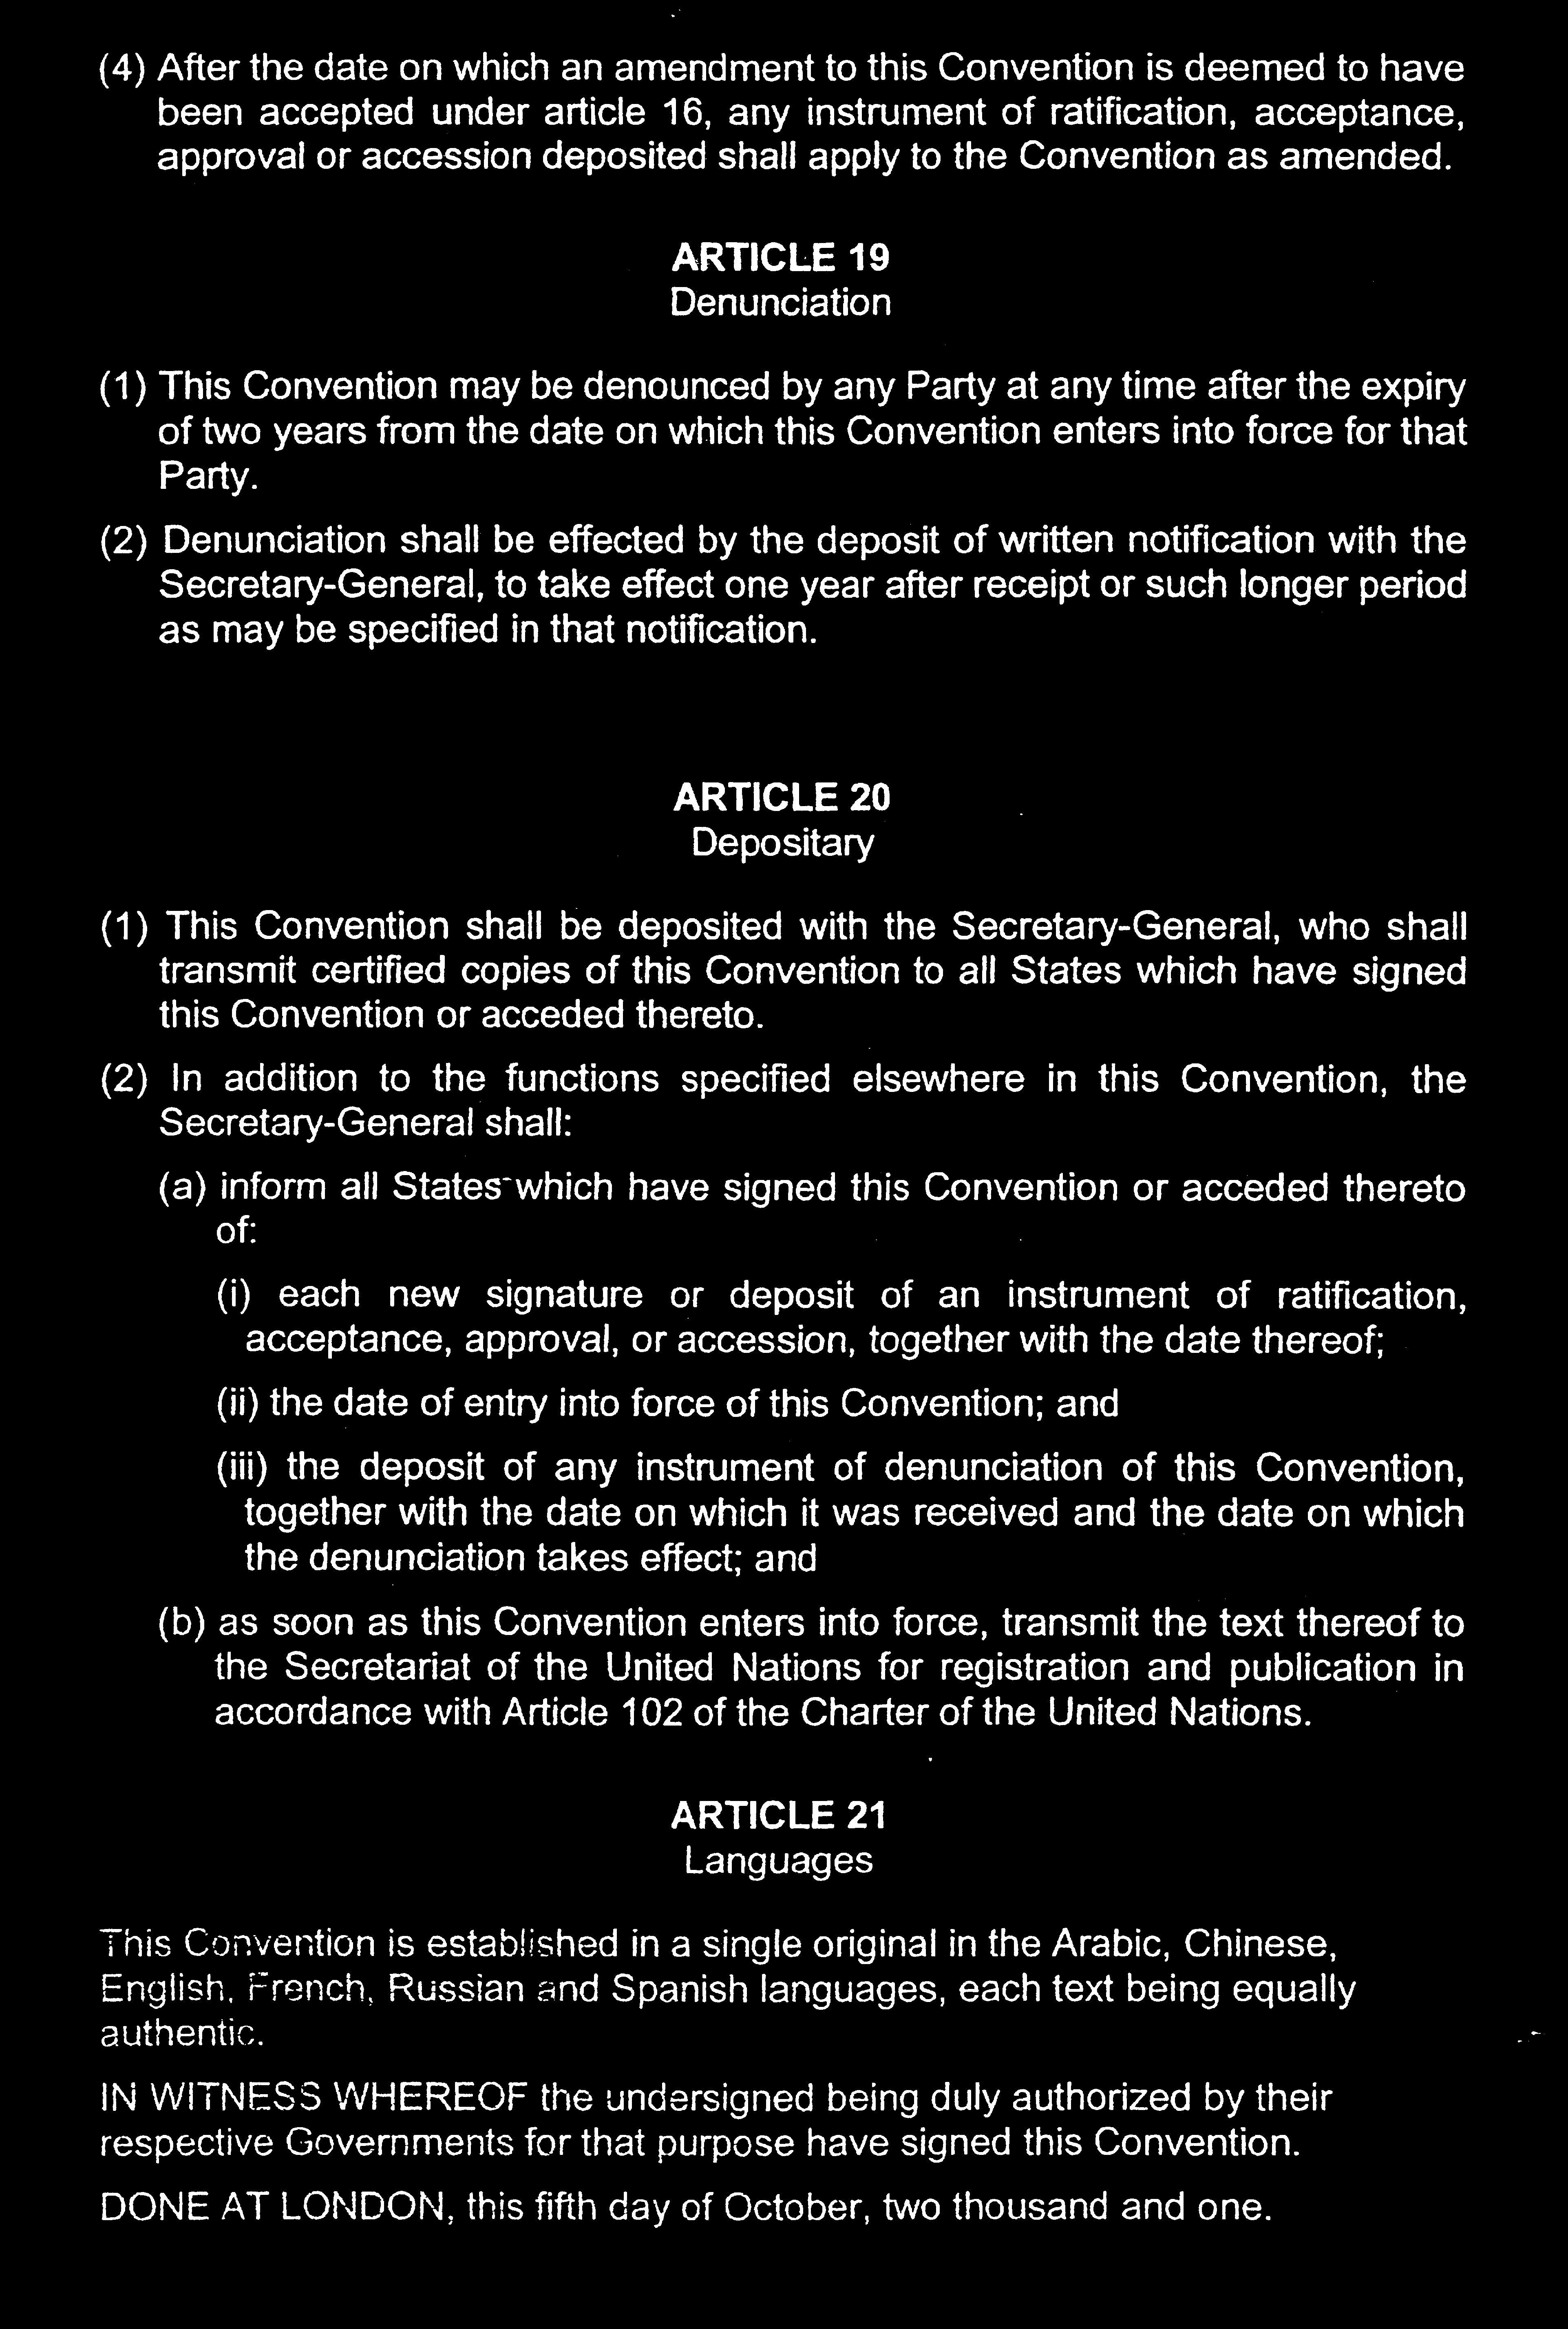 (4) After the date on which an amendment to this Convention is deemed to have
been accepted under article 16, any instrument of ratification, acceptance,
approval or accession deposited shall apply to the Convention as amended.
ARTICLE 19
Denunciation
(1) This Convention may be denounced by any Party at any time after the expiry
of two years from the date on which this Convention enters into force for that
Party.
(2) Denunciation shall be effected by the deposit of written notification with the
Secretary-General, to take effect one year after receipt or such longer period
as may be specified in that notification.
ARTICLE 20
Depositary
(1) This Convention shall be deposited with the Secretary-General, who shall
transmit certified copies of this Convention to all States which have signed
this Convention or acceded thereto.
(2) In addition to the functions specified elsewhere in this Convention, the
Secretary-General shall:
(a) inform all States which have signed this Convention or acceded thereto
of:
(i) each new signature or deposit of an instrument of ratification,
acceptance, approval, or accession, together with the date thereof;
(ii) the date of entry into force of this Convention; and
(iii) the deposit of any instrument of denunciation of this Convention,
together with the date on which it was received and the date on which
the denunciation takes effect; and
(b) as soon as this Convention enters into force, transmit the text thereof to
the Secretariat of the United Nations for registration and publication in
accordance with Article 102 of the Charter of the United Nations.
ARTICLE 21
Languages
This Convention is established in a single original in the Arabic, Chinese,
English, French, Russian and Spanish languages, each text being equally
authentic.
IN WITNESS WHEREOF the undersigned being duly authorized by their
respective Governments for that purpose have signed this Convention.
DONE AT LONDON, this fifth day of October, two thousand and one.